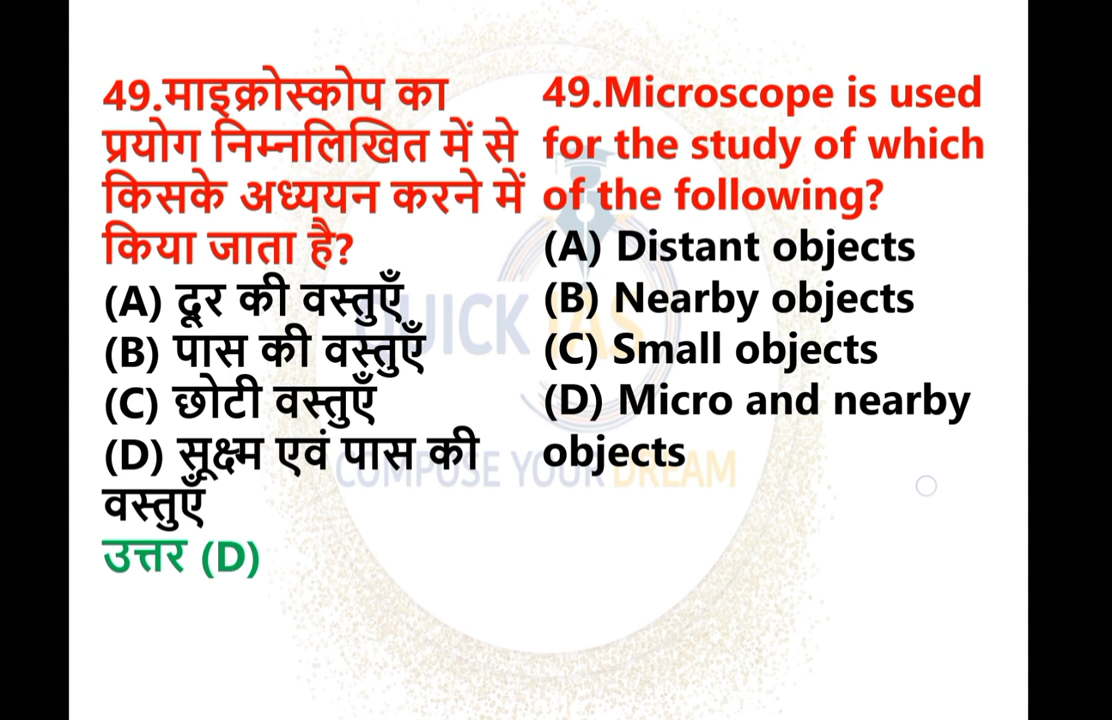 49.माइक्रोस्कोप का
प्रयोग निम्नलिखित में से
किसके अध्ययन करने में
किया जाता है?
(A) दूर की वस्तुएँ
(B) पास की वस्तुएँ
(C) छोटी वस्तुएँ
(D) सूक्ष्म एवं पास की
वस्तुएँ
उत्तर (D)
49.Microscope is used
for the study of which
of the following?
(A) Distant objects
(B) Nearby objects
(C) Small objects
(D) Micro and nearby
objects
QUICK IAS
COMPOSE YOUR DREAM